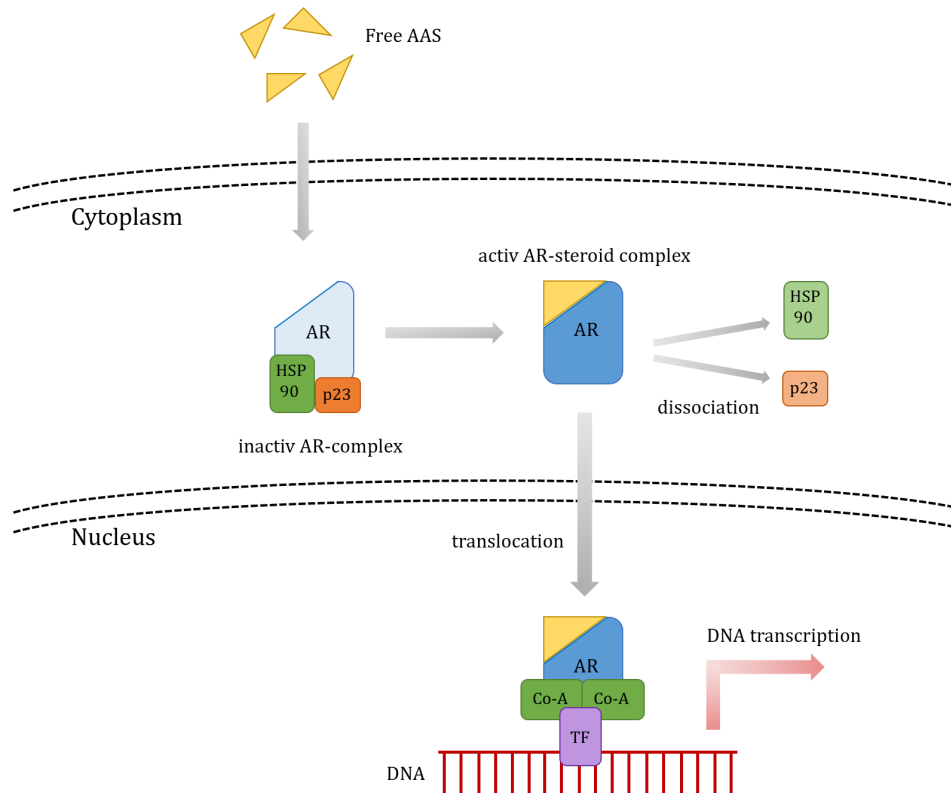 Free AAS
Cytoplasm
activ AR-steroid complex
HSP
90
AR
AR
HSP
90
p23
p23
dissociation
inactiv AR-complex
Nucleus
translocation
DNA transcription
AR
Co-A
Co-A
TF
DNA